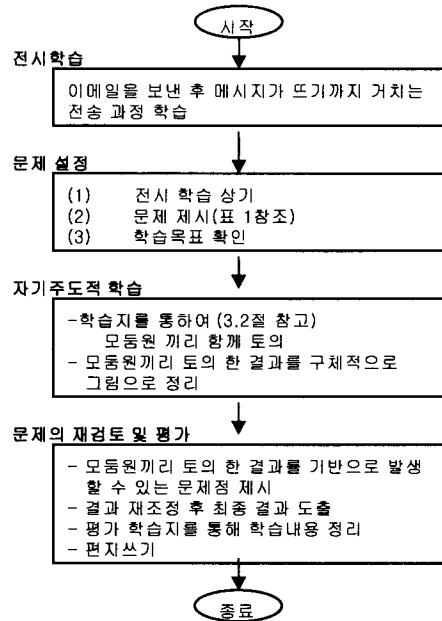 시작
전시학습
이메일을 보낸 후 메시지가 뜨기까지 거치는
전송 과정 학습
문제 설정
(1) 전시 학습 상기
(2) 문제 제시(표 1참조)
(3) 학습목표 확인
자기주도적 학습
-학습지를 통하여 (3.2절 참고)
모둠원 끼리 함께 토의
- 모둠원끼리 토의 한 결과를 구체적으로
그림으로 정리
문제의 재검토 및 평가
- 모둠원끼리 토의 한 결과를 기반으로 발생
할 수 있는 문제점 제시
- 결과 재조정 후 최종 결과 도출
- 평가 학습지를 통해 학습내용 정리
- 편지쓰기
종료